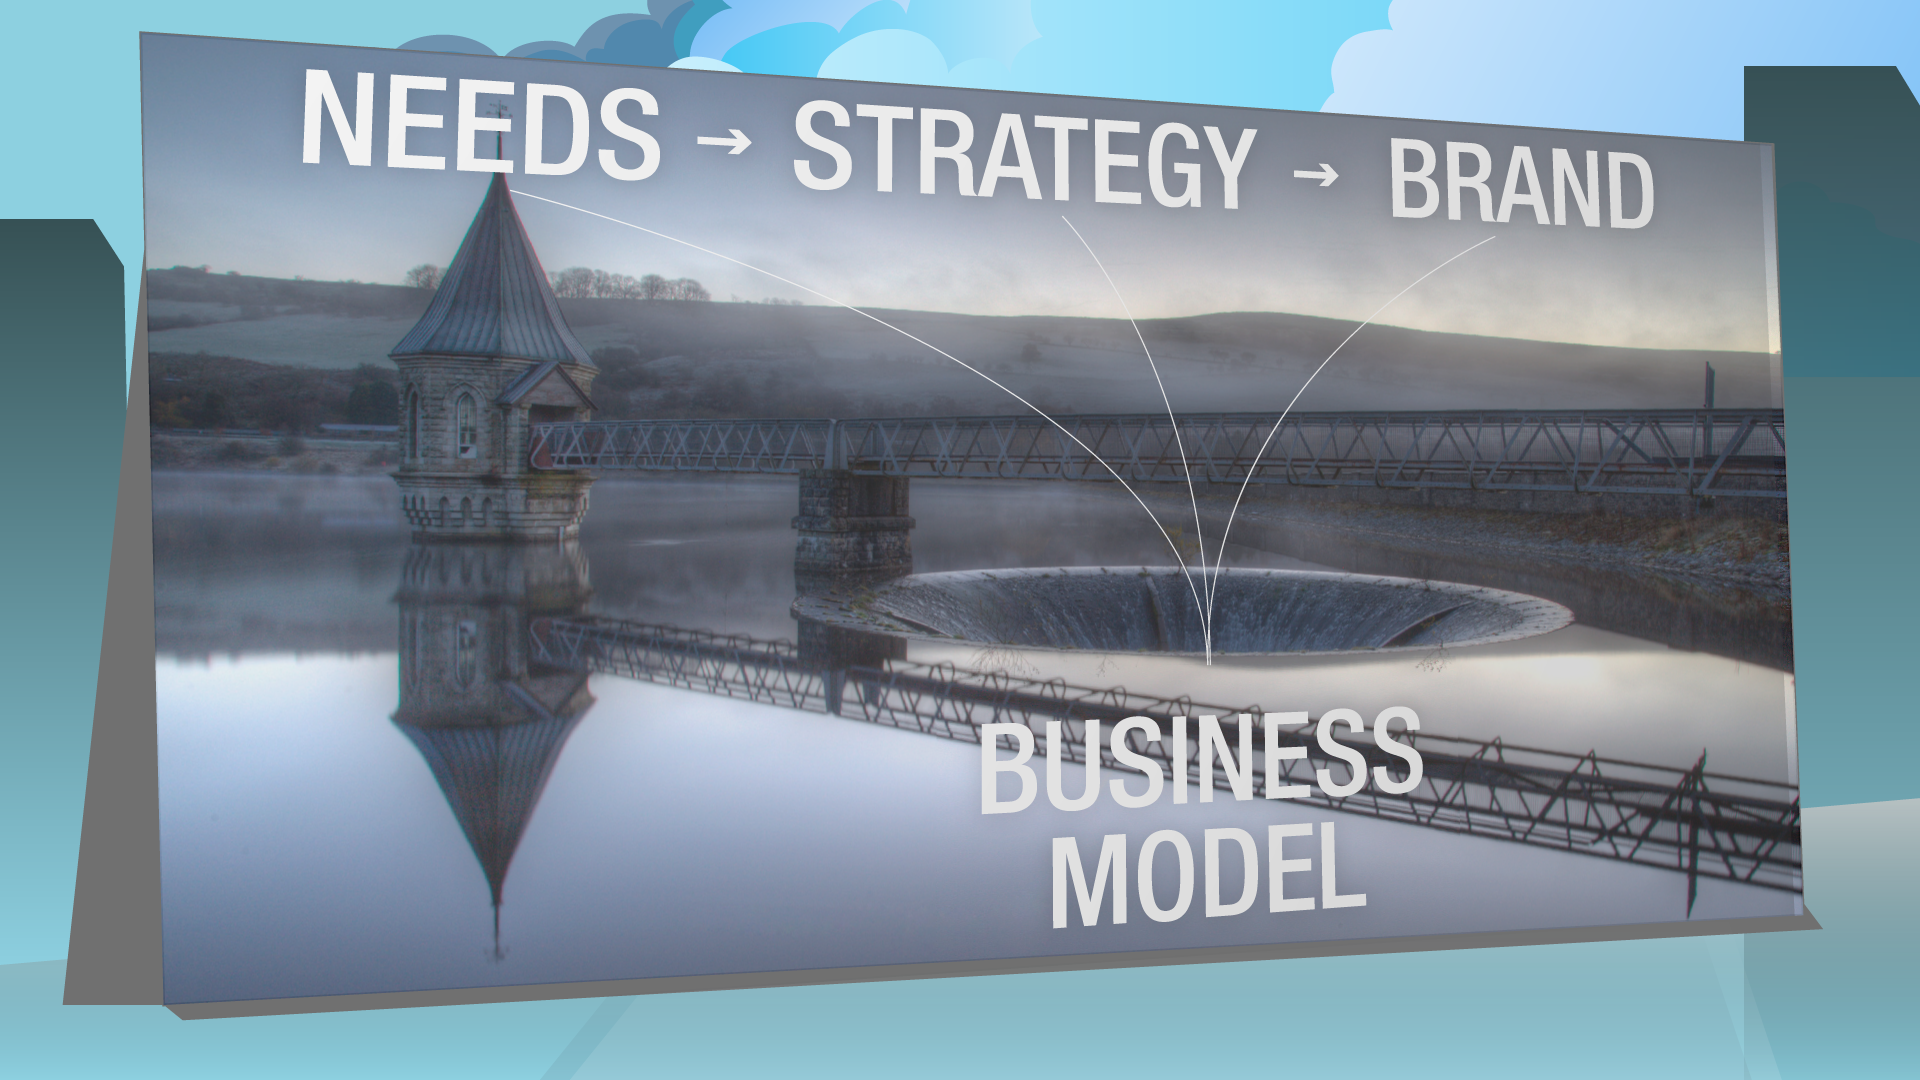 NEEDS → STRATEGY → BRAND
BUSINESS
MODEL